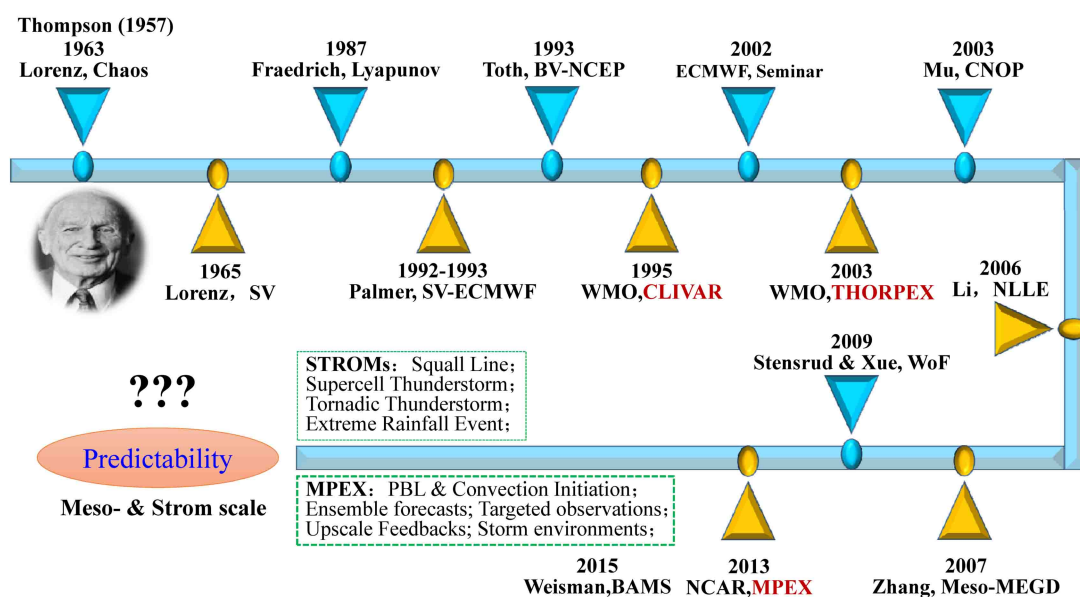 Thompson (1957)
1963
Lorenz, Chaos
1987
Fraedrich, Lyapunov
1993
Toth, BV-NCEP
2002
ECMWF, Seminar
2003
Mu, CNOP
1965
Lorenz，SV
1992-1993
Palmer, SV-ECMWF
1995
WMO,CLIVAR
2003
WMO,THORPEX
2006
Li，NLLE
2009
Stensrud & Xue, WoF
STROMs：Squall Line；
Supercell Thunderstorm；
Tornadic Thunderstorm；
Extreme Rainfall Event；
???
Predictability
Meso- & Strom scale
MPEX：PBL & Convection Initiation；
Ensemble forecasts; Targeted observations；
Upscale Feedbacks; Storm environments；
2015
Weisman,BAMS
2013
NCAR,MPEX
2007
Zhang, Meso-MEGD